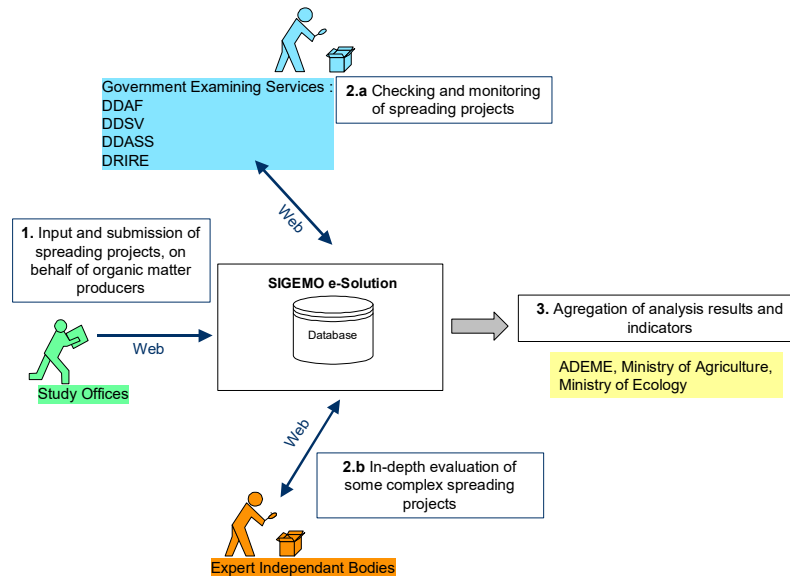 Government Examining Services :
DDAF
DDSV
DDASS
DRIRE
2.a Checking and monitoring
of spreading projects
Web
1. Input and submission of
spreading projects, on
behalf of organic matter
producers
Web
Study Offices
SIGEMO e-Solution
Database
3. Agregation of analysis results and
indicators
ADEME, Ministry of Agriculture,
Ministry of Ecology
Web
2.b In-depth evaluation of
some complex spreading
projects
Expert Independant Bodies